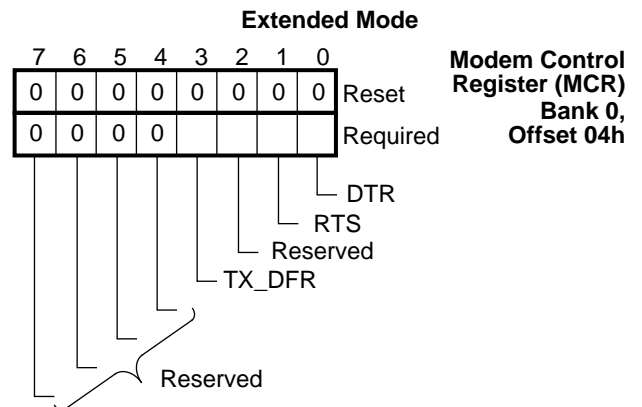 Extended Mode
7 6 5 4 3 2 1 0
Modem Control
Register (MCR)
Bank 0,
Offset 04h
0 0 0 0 0 0 0 0 Reset
0 0 0 0 Required
DTR
RTS
Reserved
TX_DFR
Reserved